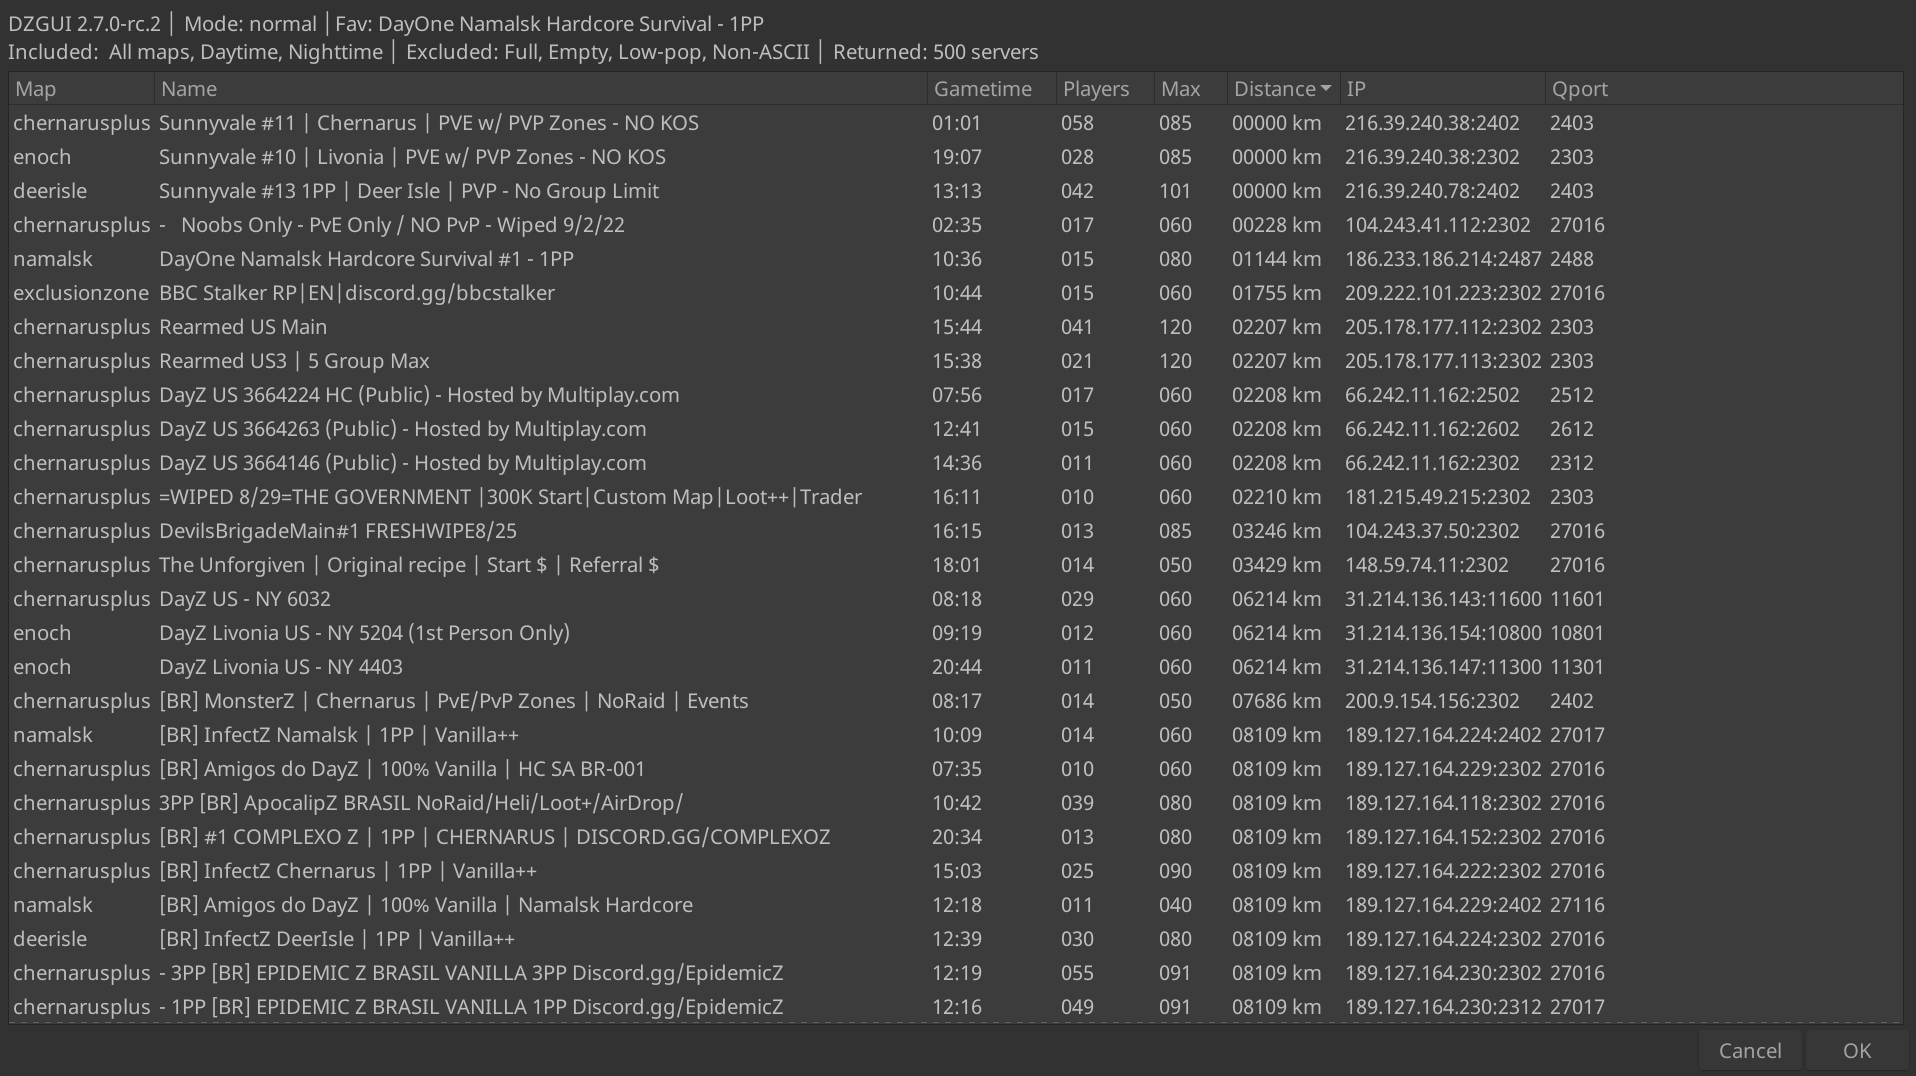 DZGUI 2.7.0-rc.2 | Mode: normal | Fav: DayOne Namalsk Hardcore Survival - 1PP
Included: All maps, Daytime, Nighttime | Excluded: Full, Empty, Low-pop, Non-ASCII | Returned: 500 servers
Map Name Gametime Players Max Distance IP Qport
chernarusplus Sunnyvale #11 | Chernarus | PVE w/ PVP Zones - NO KOS 01:01 058 085 00000 km 216.39.240.38:2402 2403
enoch Sunnyvale #10 | Livonia | PVE w/ PVP Zones - NO KOS 19:07 028 085 00000 km 216.39.240.38:2302 2303
deerisle Sunnyvale #13 1PP | Deer Isle | PVP - No Group Limit 13:13 042 101 00000 km 216.39.240.78:2402 2403
chernarusplus - Noobs Only - PvE Only / NO PvP - Wiped 9/2/22 02:35 017 060 00228 km 104.243.41.112:2302 27016
namalsk DayOne Namalsk Hardcore Survival #1 - 1PP 10:36 015 080 01144 km 186.233.186.214:2487 2488
exclusionzone BBC Stalker RP|EN|discord.gg/bbcstalker 10:44 015 060 01755 km 209.222.101.223:2302 27016
chernarusplus Rearmed US Main 15:44 041 120 02207 km 205.178.177.112:2302 2303
chernarusplus Rearmed US3 | 5 Group Max 15:38 021 120 02207 km 205.178.177.113:2302 2303
chernarusplus DayZ US 3664224 HC (Public) - Hosted by Multiplay.com 07:56 017 060 02208 km 66.242.11.162:2502 2512
chernarusplus DayZ US 3664263 (Public) - Hosted by Multiplay.com 12:41 015 060 02208 km 66.242.11.162:2602 2612
chernarusplus DayZ US 3664146 (Public) - Hosted by Multiplay.com 14:36 011 060 02208 km 66.242.11.162:2302 2312
chernarusplus =WIPED 8/29=THE GOVERNMENT |300K Start|Custom Map|Loot++|Trader 16:11 010 060 02210 km 181.215.49.215:2302 2303
chernarusplus DevilsBrigadeMain#1 FRESHWIPE8/25 16:15 013 085 03246 km 104.243.37.50:2302 27016
chernarusplus The Unforgiven | Original recipe | Start $ | Referral $ 18:01 014 050 03429 km 148.59.74.11:2302 27016
chernarusplus DayZ US - NY 6032 08:18 029 060 06214 km 31.214.136.143:11600 11601
enoch DayZ Livonia US - NY 5204 (1st Person Only) 09:19 012 060 06214 km 31.214.136.154:10800 10801
enoch DayZ Livonia US - NY 4403 20:44 011 060 06214 km 31.214.136.147:11300 11301
chernarusplus [BR] MonsterZ | Chernarus | PvE/PvP Zones | NoRaid | Events 08:17 014 050 07686 km 200.9.154.156:2302 2402
namalsk [BR] InfectZ Namalsk | 1PP | Vanilla++ 10:09 014 060 08109 km 189.127.164.224:2402 27017
chernarusplus [BR] Amigos do DayZ | 100% Vanilla | HC SA BR-001 07:35 010 060 08109 km 189.127.164.229:2302 27016
chernarusplus 3PP [BR] ApocalipZ BRASIL NoRaid/Heli/Loot+/AirDrop/ 10:42 039 080 08109 km 189.127.164.118:2302 27016
chernarusplus [BR] #1 COMPLEXO Z | 1PP | CHERNARUS | DISCORD.GG/COMPLEXOZ 20:34 013 080 08109 km 189.127.164.152:2302 27016
chernarusplus [BR] InfectZ Chernarus | 1PP | Vanilla++ 15:03 025 090 08109 km 189.127.164.222:2302 27016
namalsk [BR] Amigos do DayZ | 100% Vanilla | Namalsk Hardcore 12:18 011 040 08109 km 189.127.164.229:2402 27116
deerisle [BR] InfectZ DeerIsle | 1PP | Vanilla++ 12:39 030 080 08109 km 189.127.164.224:2302 27016
chernarusplus - 3PP [BR] EPIDEMIC Z BRASIL VANILLA 3PP Discord.gg/EpidemicZ 12:19 055 091 08109 km 189.127.164.230:2302 27016
chernarusplus - 1PP [BR] EPIDEMIC Z BRASIL VANILLA 1PP Discord.gg/EpidemicZ 12:16 049 091 08109 km 189.127.164.230:2312 27017
Cancel OK